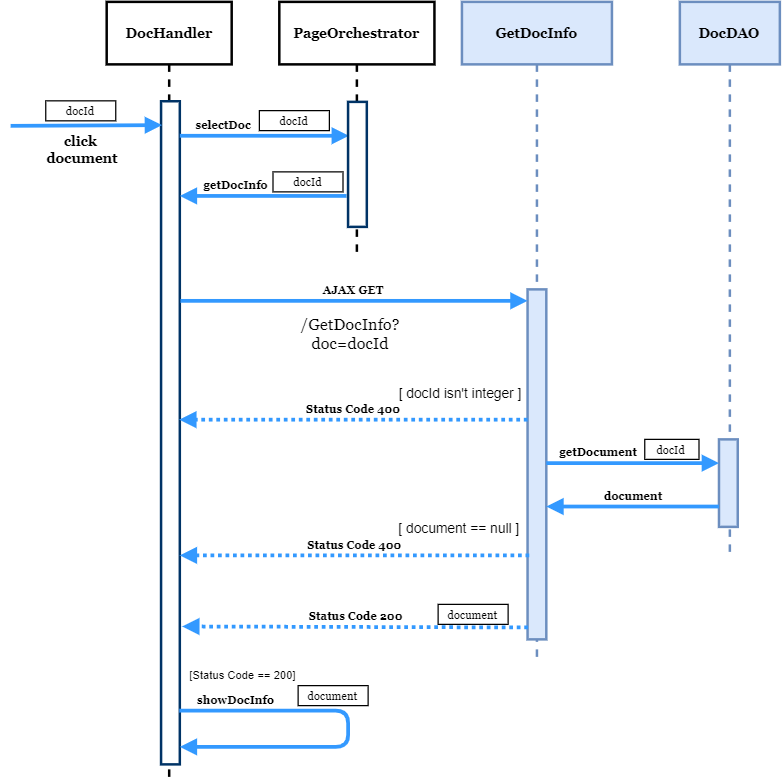 DocHandler
PageOrchestrator
GetDocInfo
DocDAO
docId
click
document
selectDoc
docId
getDocInfo
docId
AJAX GET
/GetDocInfo?
doc=docId
[ docId isn't integer ]
Status Code 400
getDocument
docId
document
[ document == null ]
Status Code 400
Status Code 200
document
[Status Code == 200]
showDocInfo
document